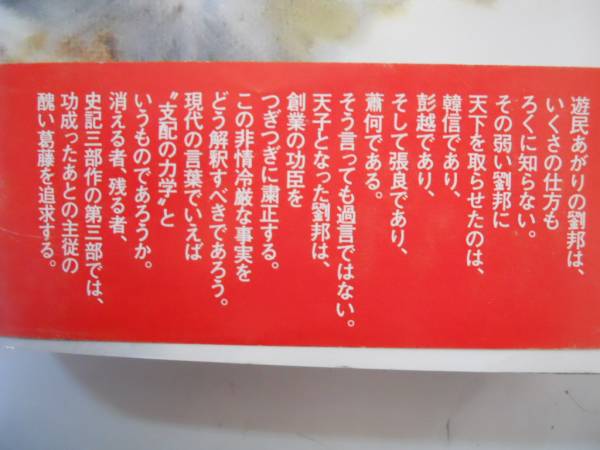 遊民あがりの劉邦は、
いくさの仕方も
ろくに知らない。
その弱い劉邦に
天下を取らせたのは、
韓信であり、
彭越であり、
そして張良であり、
蕭何である。
そう言っても過言ではない。
天子となった劉邦は、
創業の功臣を
つぎつぎに粛正する。
この非情冷厳な事実を
どう解釈すべきであろう。
現代の言葉でいえば
〝支配の力学〟と
いうものであろうか。
消える者、残る者、
史記三部作の第三部では、
功成ったあとの主従の
醜い葛藤を追求する。